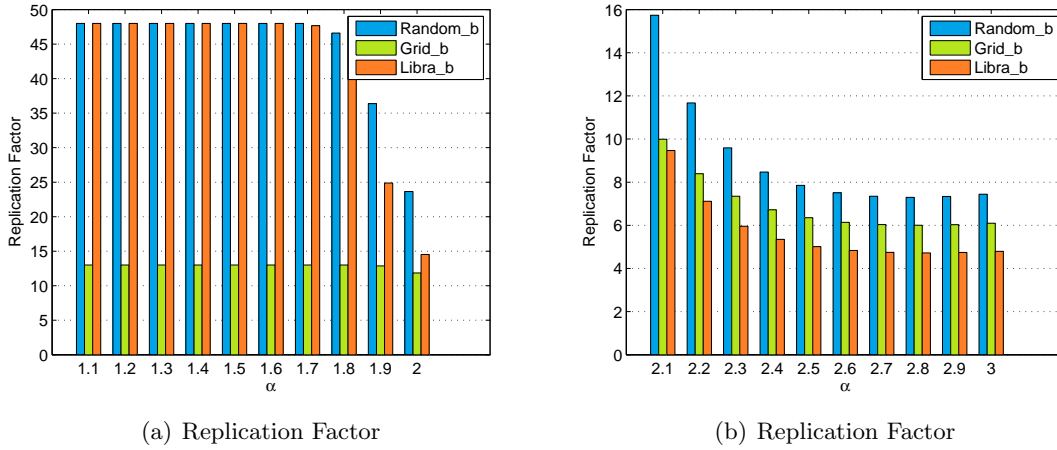 Replication Factor
50
45
40
35
30
25
20
15
10
5
0
Random_b
Grid_b
Libra_b
1.1 1.2 1.3 1.4 1.5 1.6 1.7 1.8 1.9 2
α
(a) Replication Factor
Replication Factor
16
14
12
10
8
6
4
2
0
Random_b
Grid_b
Libra_b
2.1 2.2 2.3 2.4 2.5 2.6 2.7 2.8 2.9 3
α
(b) Replication Factor